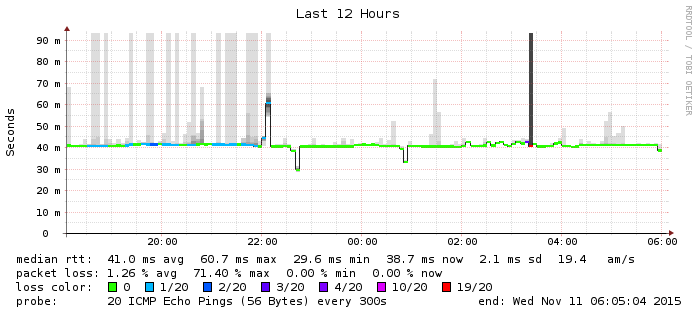 Last 12 Hours
RRDTOOL / TOBI OETIKER
Seconds
90 m
80 m
70 m
60 m
50 m
40 m
30 m
20 m
10 m
0
20:00 22:00 00:00 02:00 04:00 06:00
median rtt: 41.0 ms avg 60.7 ms max 29.6 ms min 38.7 ms now 2.1 ms sd 19.4 am/s
packet loss: 1.26 % avg 71.40 % max 0.00 % min 0.00 % now
loss color: 0 1/20 2/20 3/20 4/20 10/20 19/20
probe: 20 ICMP Echo Pings (56 Bytes) every 300s end: Wed Nov 11 06:05:04 2015